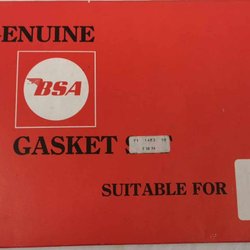 GENUINE
BSA
GASKET S
SUITABLE FOR